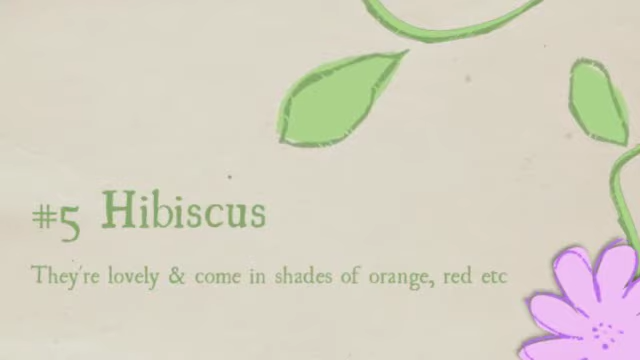 #5 Hibiscus
They're lovely & come in shades of orange, red etc